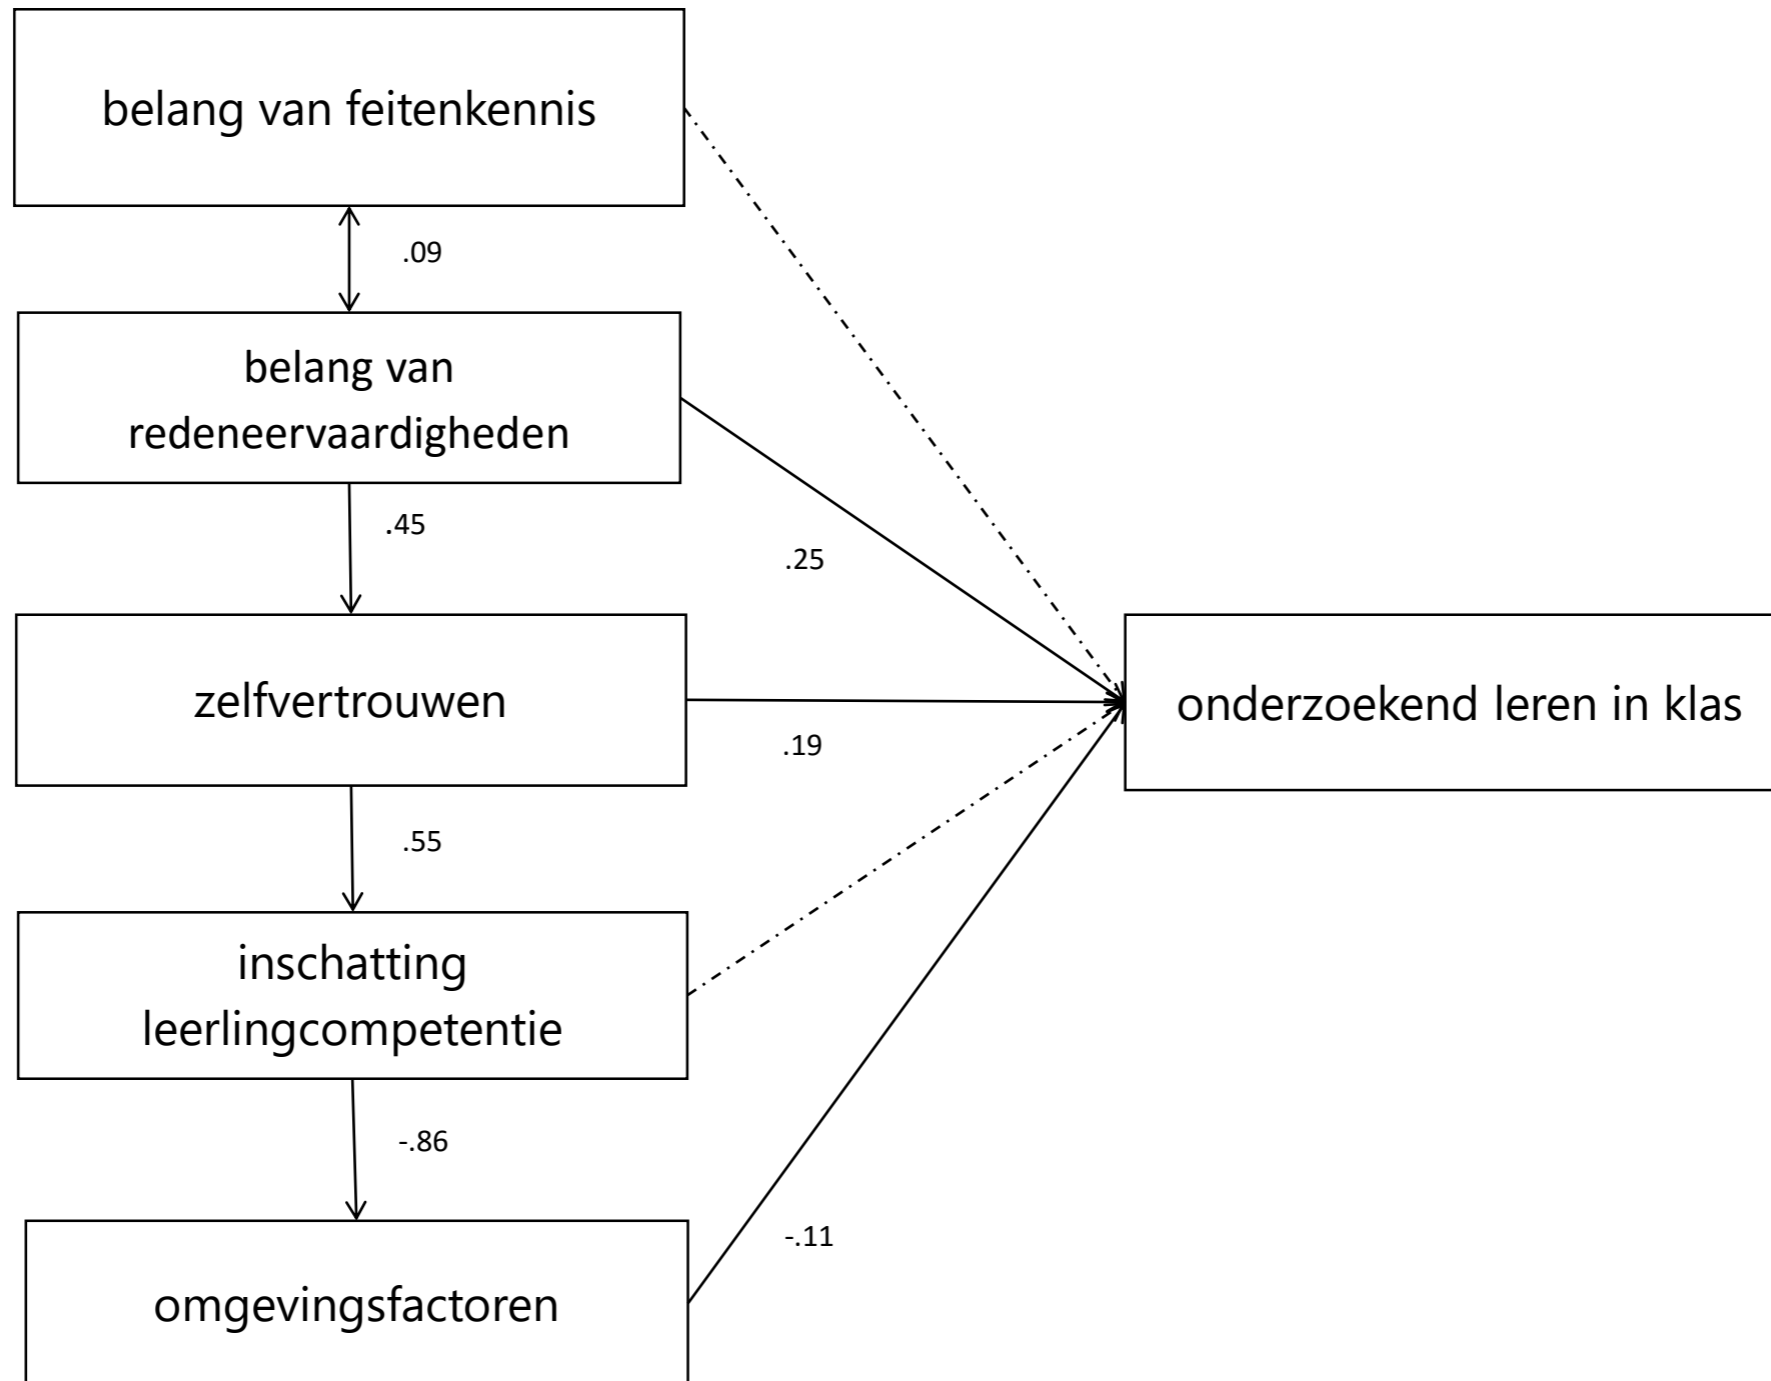 belang van feitenkennis
.09
belang van
redeneervaardigheden
.45
.25
zelfvertrouwen
.19
onderzoekend leren in klas
.55
inschatting
leerlingcompetentie
-.86
-.11
omgevingsfactoren